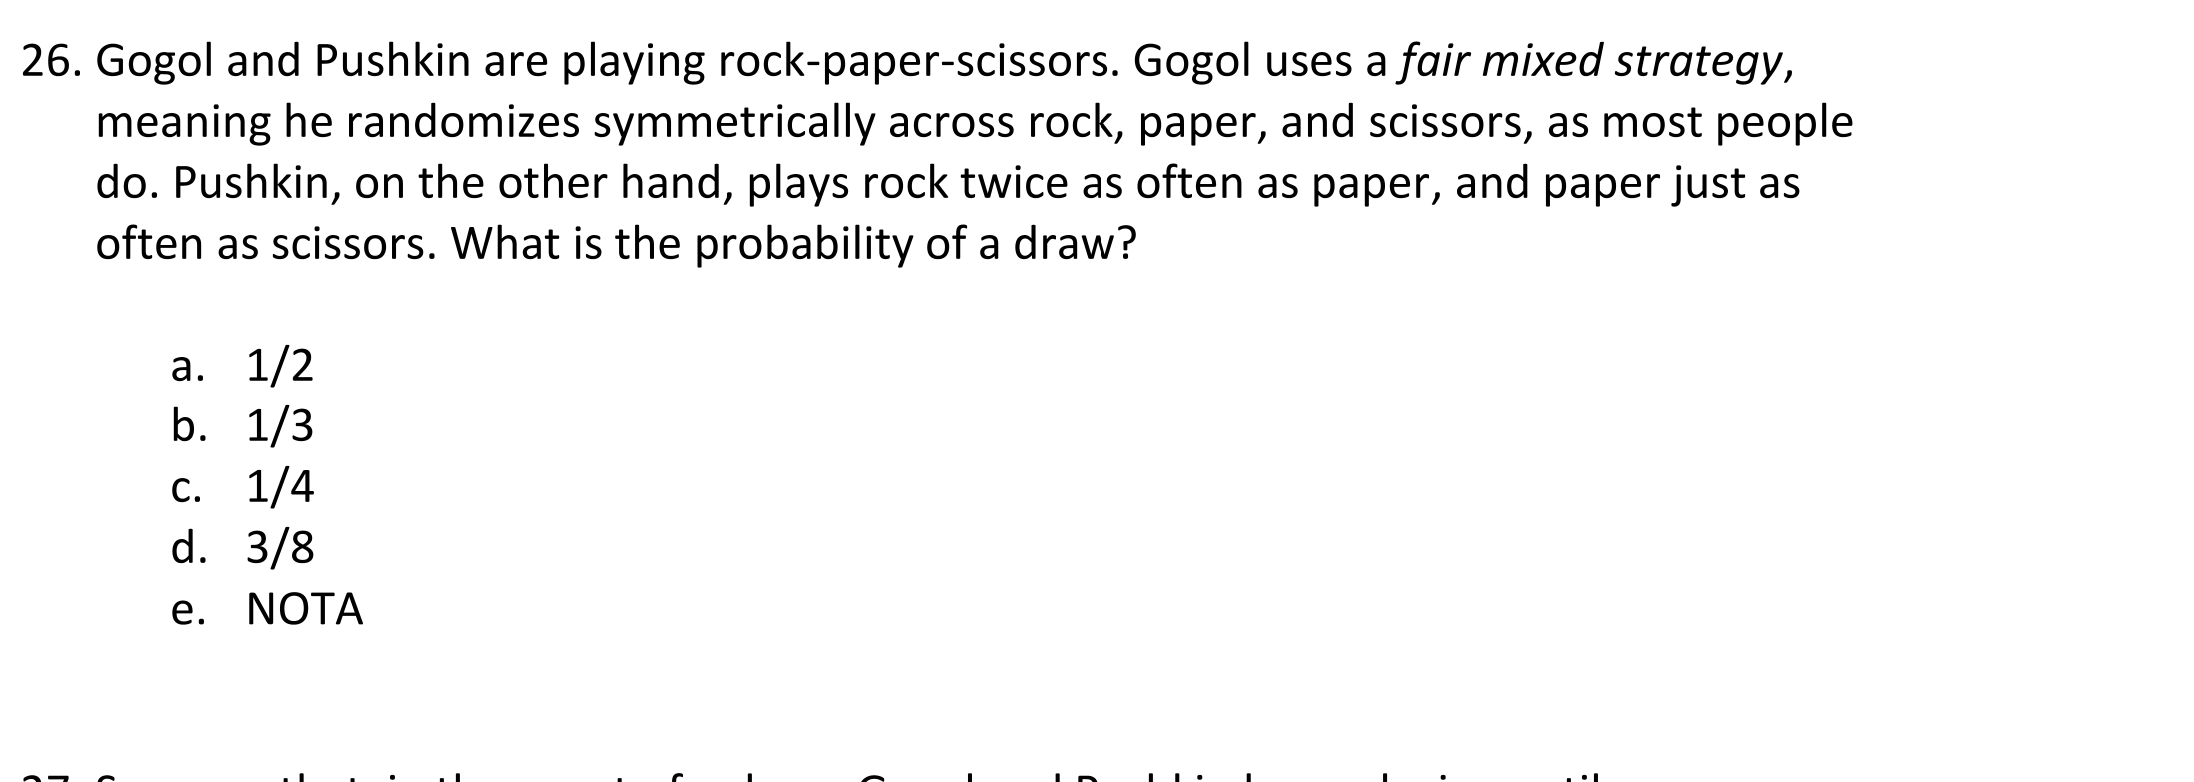 26. Gogol and Pushkin are playing rock-paper-scissors. Gogol uses a fair mixed strategy,
meaning he randomizes symmetrically across rock, paper, and scissors, as most people
do. Pushkin, on the other hand, plays rock twice as often as paper, and paper just as
often as scissors. What is the probability of a draw?
a. 1/2
b. 1/3
c. 1/4
d. 3/8
e. NOTA